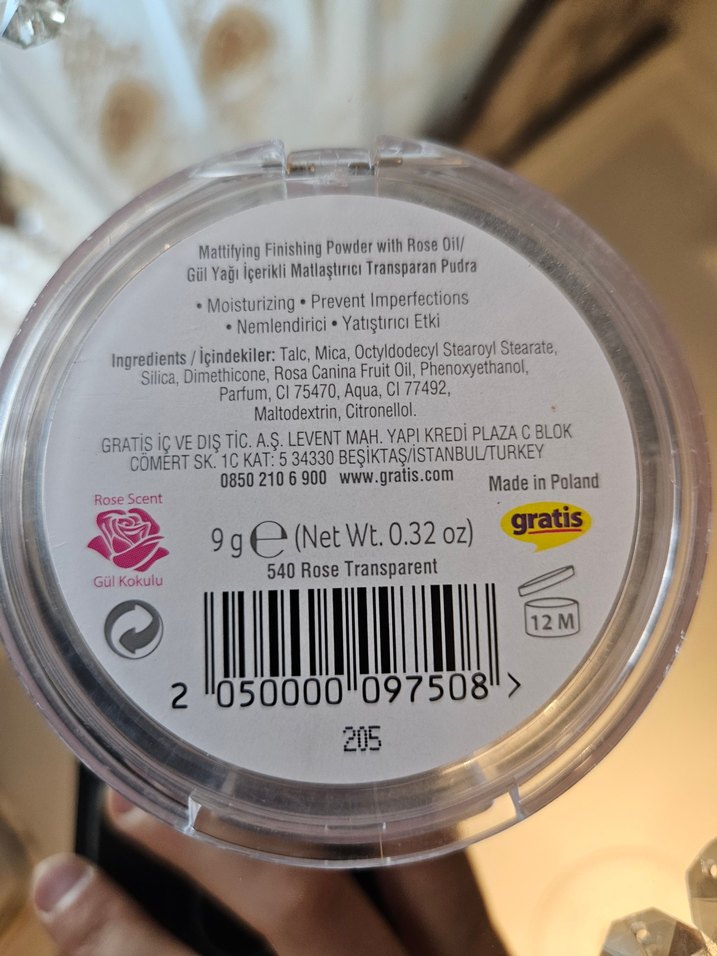 Mattifying Finishing Powder with Rose Oil/
Gül Yağı İçerikli Matlaştırıcı Transparan Pudra
• Moisturizing • Prevent Imperfections
• Nemlendirici • Yatıştırıcı Etki
Ingredients / İçindekiler: Talc, Mica, Octyldodecyl Stearoyl Stearate,
Silica, Dimethicone, Rosa Canina Fruit Oil, Phenoxyethanol,
Parfum, CI 75470, Aqua, CI 77492,
Maltodextrin, Citronellol.
GRATİS İÇ VE DIŞ TİC. A.Ş. LEVENT MAH. YAPI KREDİ PLAZA C BLOK
CÖMERT SK. 1C KAT: 5 34330 BEŞİKTAŞ/İSTANBUL/TURKEY
0850 210 6 900 www.gratis.com
Made in Poland
Rose Scent
Gül Kokulu
gratis
9 g ℮ (Net Wt. 0.32 oz)
540 Rose Transparent
12 M
2 050000 097508 >
205